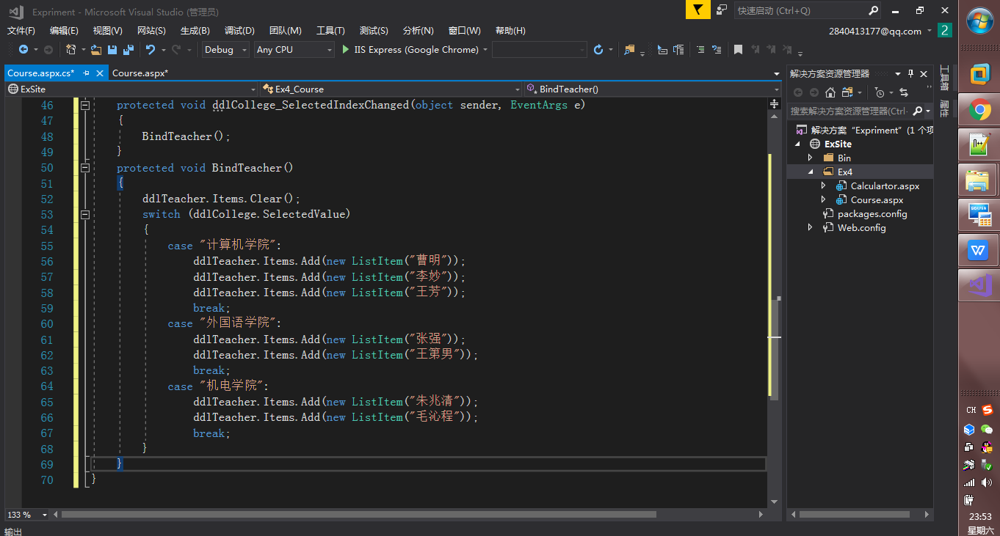 Expriment - Microsoft Visual Studio (管理员)
快速启动 (Ctrl+Q)
文件(F) 编辑(E) 视图(V) 网站(S) 生成(B) 调试(D) 团队(M) 工具(T) 测试(S) 分析(N) 窗口(W) 帮助(H)
2840413177@qq.com 2
Debug Any CPU IIS Express (Google Chrome)
Course.aspx.cs* Course.aspx*
ExSite Ex4_Course BindTeacher()
46 protected void ddlCollege_SelectedIndexChanged(object sender, EventArgs e)
47 {
48 BindTeacher();
49 }
50 protected void BindTeacher()
51 {
52 ddlTeacher.Items.Clear();
53 switch (ddlCollege.SelectedValue)
54 {
55 case "计算机学院":
56 ddlTeacher.Items.Add(new ListItem("曹明"));
57 ddlTeacher.Items.Add(new ListItem("李妙"));
58 ddlTeacher.Items.Add(new ListItem("王芳"));
59 break;
60 case "外国语学院":
61 ddlTeacher.Items.Add(new ListItem("张强"));
62 ddlTeacher.Items.Add(new ListItem("王第男"));
63 break;
64 case "机电学院":
65 ddlTeacher.Items.Add(new ListItem("朱兆清"));
66 ddlTeacher.Items.Add(new ListItem("毛沁程"));
67 break;
68 }
69 }
70 }
133 %
输出
解决方案资源管理器
搜索解决方案资源管理器(Ctrl-
解决方案 "Expriment" (1 个项
ExSite
Bin
Ex4
Calculartor.aspx
Course.aspx
packages.config
Web.config
工具箱
属性
CH
23:53
星期六